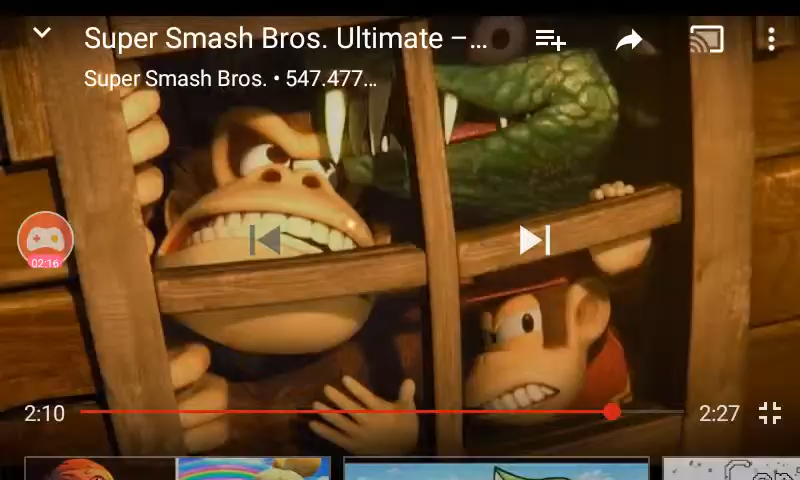 Super Smash Bros. Ultimate –...
Super Smash Bros. • 547.477...
02:16
2:10
2:27